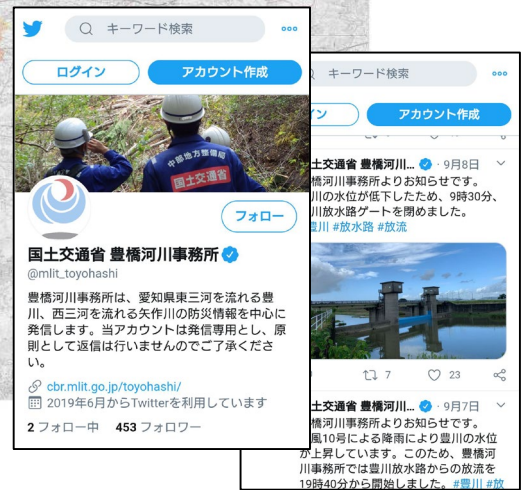 キーワード検索
ログイン
アカウント作成
中部地方整備局
国土交通省
フォロー
国土交通省 豊橋河川事務所
@mlit_toyohashi
豊橋河川事務所は、愛知県東三河を流れる豊
川、西三河を流れる矢作川の防災情報を中心に
発信します。当アカウントは発信専用とし、原
則として返信は行いませんのでご了承くださ
い。
cbr.mlit.go.jp/toyohashi/
2019年6月からTwitterを利用しています
2 フォロー中 453 フォロワー
キーワード検索
イン
アカウント作成
土交通省 豊橋河川... · 9月8日
橋河川事務所よりお知らせです。
川の水位が低下したため、9時30分、
川放水路ゲートを閉めました。
豊川 #放水路 #放流
7 23
土交通省 豊橋河川... · 9月7日
橋河川事務所よりお知らせです。
風10号による降雨により豊川の水位
が上昇しています。このため、豊橋河
川事務所では豊川放水路からの放流を
19時40分から開始しました。#豊川 #放